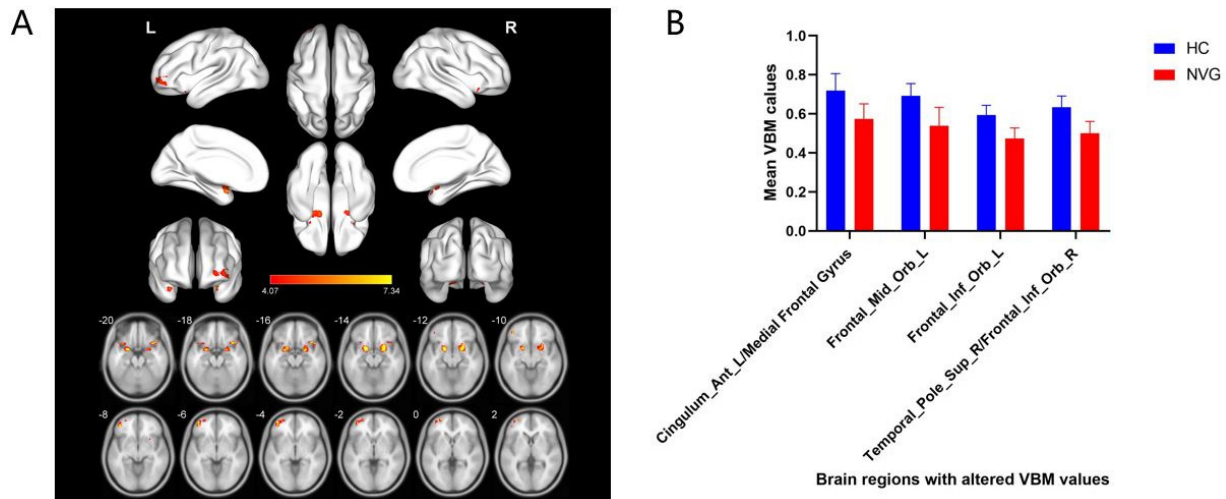 A
L
R
4.07
7.34
-20
-18
-16
-14
-12
-10
-8
-6
-4
-2
0
2
B
HC
NVG
Mean VBM calues
1.0
0.8
0.6
0.4
0.2
0.0
Cingulum_Ant_L/Medial Frontal Gyrus
Frontal_Mid_Orb_L
Frontal_Inf_Orb_L
Temporal_Pole_Sup_R/Frontal_Inf_Orb_R
Brain regions with altered VBM values